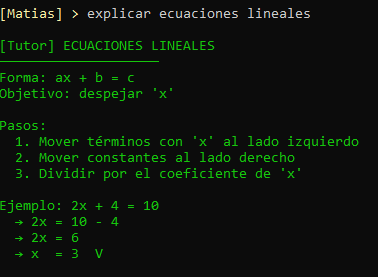 [Matias] > explicar ecuaciones lineales
[Tutor] ECUACIONES LINEALES
Forma: ax + b = c
Objetivo: despejar 'x'
Pasos:
1. Mover términos con 'x' al lado izquierdo
2. Mover constantes al lado derecho
3. Dividir por el coeficiente de 'x'
Ejemplo: 2x + 4 = 10
→ 2x = 10 - 4
→ 2x = 6
→ x  = 3  V